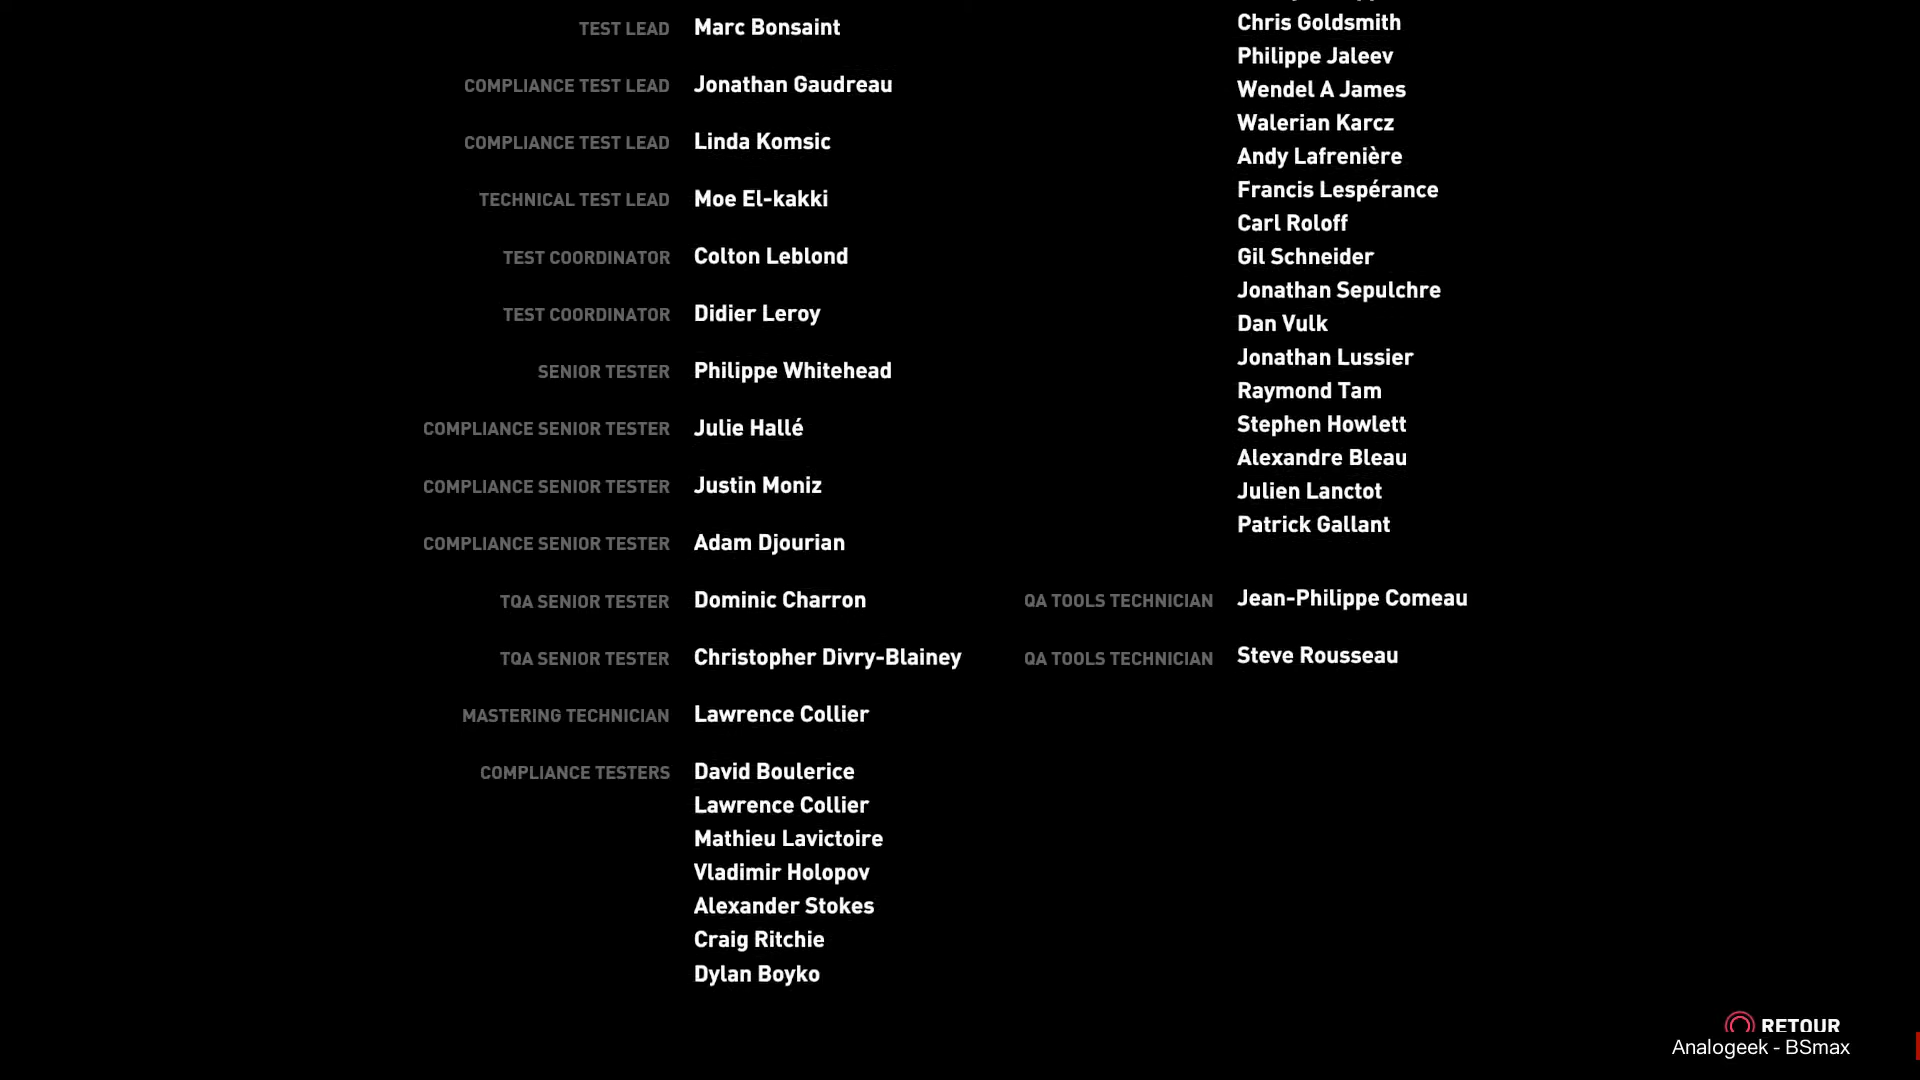 TEST LEAD Marc Bonsaint
COMPLIANCE TEST LEAD Jonathan Gaudreau
COMPLIANCE TEST LEAD Linda Komsic
TECHNICAL TEST LEAD Moe El-kakki
TEST COORDINATOR Colton Leblond
TEST COORDINATOR Didier Leroy
SENIOR TESTER Philippe Whitehead
COMPLIANCE SENIOR TESTER Julie Hallé
COMPLIANCE SENIOR TESTER Justin Moniz
COMPLIANCE SENIOR TESTER Adam Djourian
TQA SENIOR TESTER Dominic Charron
TQA SENIOR TESTER Christopher Divry-Blainey
MASTERING TECHNICIAN Lawrence Collier
COMPLIANCE TESTERS David Boulerice
Lawrence Collier
Mathieu Lavictoire
Vladimir Holopov
Alexander Stokes
Craig Ritchie
Dylan Boyko
Chris Goldsmith
Philippe Jaleev
Wendel A James
Walerian Karcz
Andy Lafrenière
Francis Lespérance
Carl Roloff
Gil Schneider
Jonathan Sepulchre
Dan Vulk
Jonathan Lussier
Raymond Tam
Stephen Howlett
Alexandre Bleau
Julien Lanctot
Patrick Gallant
QA TOOLS TECHNICIAN Jean-Philippe Comeau
QA TOOLS TECHNICIAN Steve Rousseau
RETOUR
Analogeek - BSmax